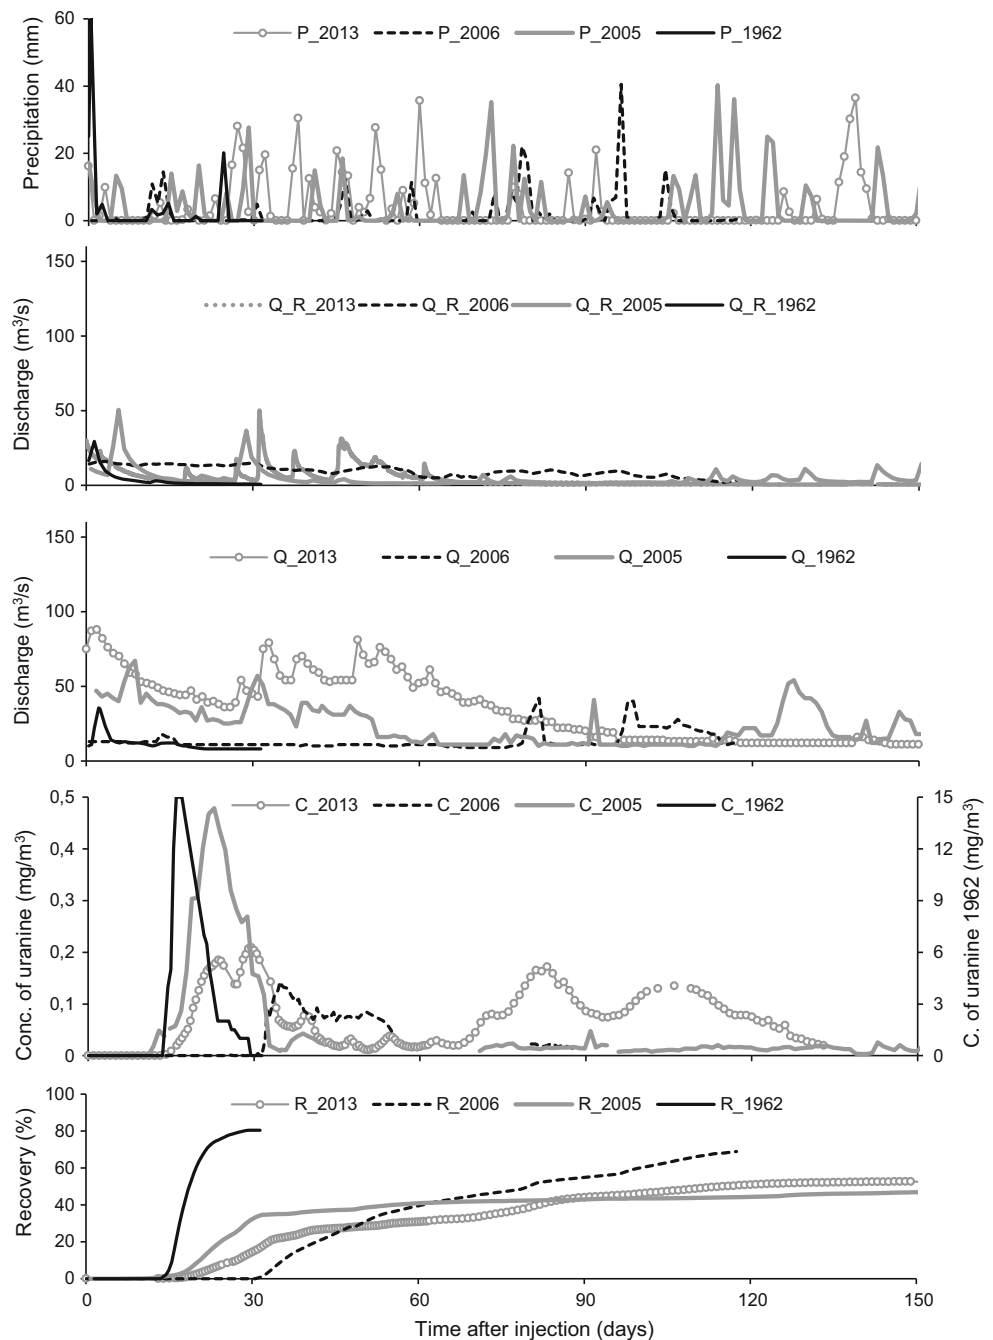 Precipitation (mm)
60
40
20
0
P_2013 P_2006 P_2005 P_1962
Discharge (m³/s)
150
100
50
0
Q_R_2013 Q_R_2006 Q_R_2005 Q_R_1962
Discharge (m³/s)
150
100
50
0
Q_2013 Q_2006 Q_2005 Q_1962
Conc. of uranine (mg/m³)
0,5
0,4
0,3
0,2
0,1
0
C_2013 C_2006 C_2005 C_1962
15
12
9
6
3
0
C. of uranine 1962 (mg/m³)
Recovery (%)
100
80
60
40
20
0
R_2013 R_2006 R_2005 R_1962
0 30 60 90 120 150
Time after injection (days)